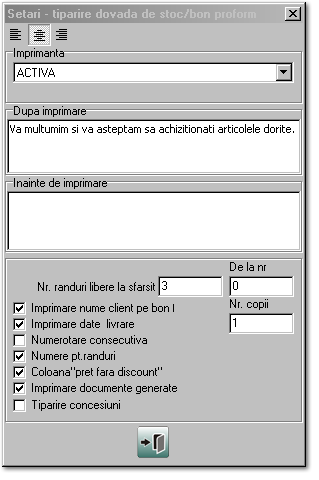 Setari - tiparire dovada de stoc/bon proform
Imprimanta
ACTIVA
Dupa imprimare
Va multumim si va asteptam sa achizitionati articolele dorite.
Inainte de imprimare
De la nr
Nr. randuri libere la sfarsit 3 0
Imprimare nume client pe bon l Nr. copii
Imprimare date livrare 1
Numerotare consecutiva
Numere pt.randuri
Coloana"pret fara discount"
Imprimare documente generate
Tiparire concesiuni